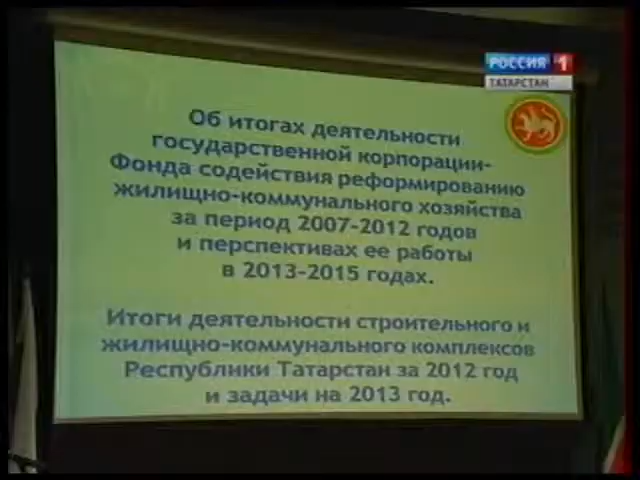 РОССИЯ 1
ТАТАРСТАН
Об итогах деятельности
государственной корпорации-
Фонда содействия реформированию
жилищно-коммунального хозяйства
за период 2007-2012 годов
и перспективах ее работы
в 2013-2015 годах.
Итоги деятельности строительного и
жилищно-коммунального комплексов
Республики Татарстан за 2012 год
и задачи на 2013 год.